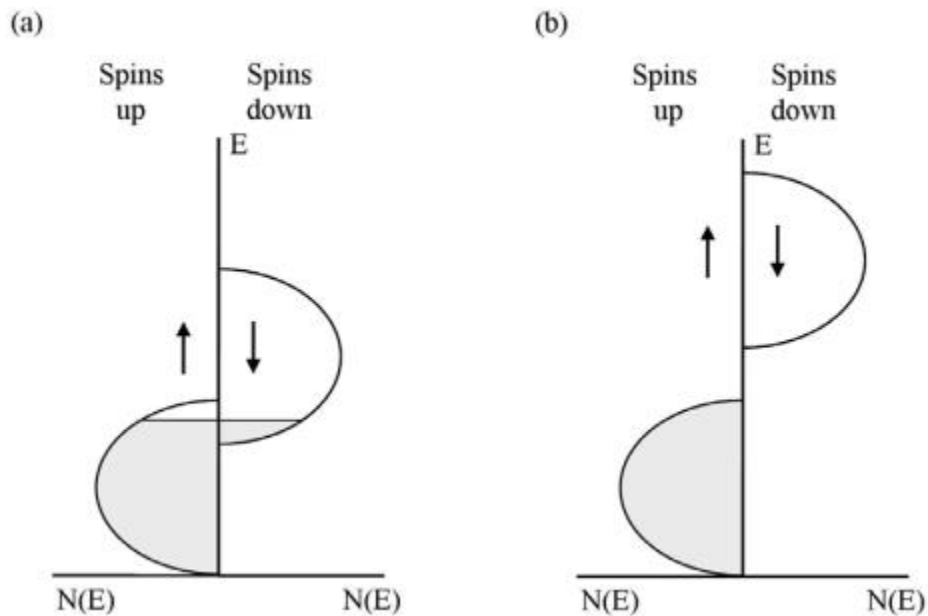 (a)
Spins up
Spins down
E
N(E)
N(E)
(b)
Spins up
Spins down
E
N(E)
N(E)